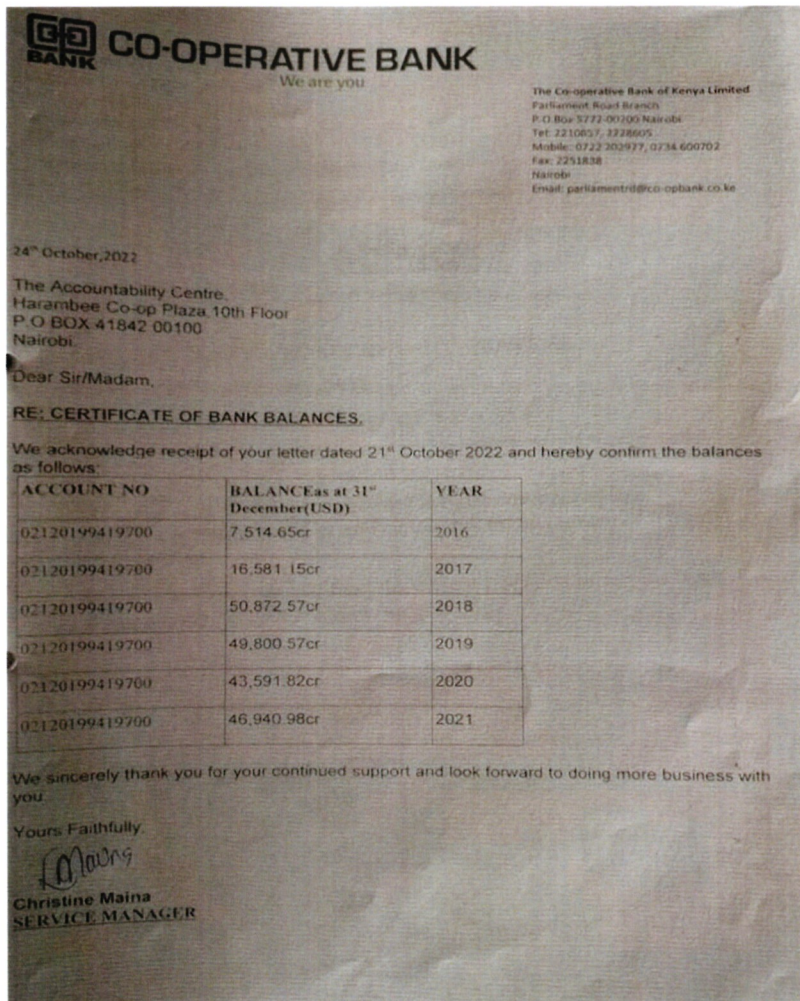 BANK CO-OPERATIVE BANK
We are you
The Co-operative Bank of Kenya Limited
Parliament Road Branch
P.O.Box 5772-00200 Nairobi
Tel: 2210857, 2228605
Mobile: 0722 202977, 0734 600702
Fax: 2251838
Nairobi
Email: parliamentrd@co-opbank.co.ke
24th October,2022
The Accountability Centre,
Harambee Co-op Plaza,10th Floor
P.O BOX 41842 00100
Nairobi.
Dear Sir/Madam,
RE: CERTIFICATE OF BANK BALANCES.
We acknowledge receipt of your letter dated 21st October 2022 and hereby confirm the balances
as follows:
ACCOUNT NO BALANCEas at 31st December(USD) YEAR
02120199419700 7,514.65cr 2016
02120199419700 16,581.15cr 2017
02120199419700 50,872.57cr 2018
02120199419700 49,800.57cr 2019
02120199419700 43,591.82cr 2020
02120199419700 46,940.98cr 2021
We sincerely thank you for your continued support and look forward to doing more business with
you.
Yours Faithfully,
Christine Maina
SERVICE MANAGER